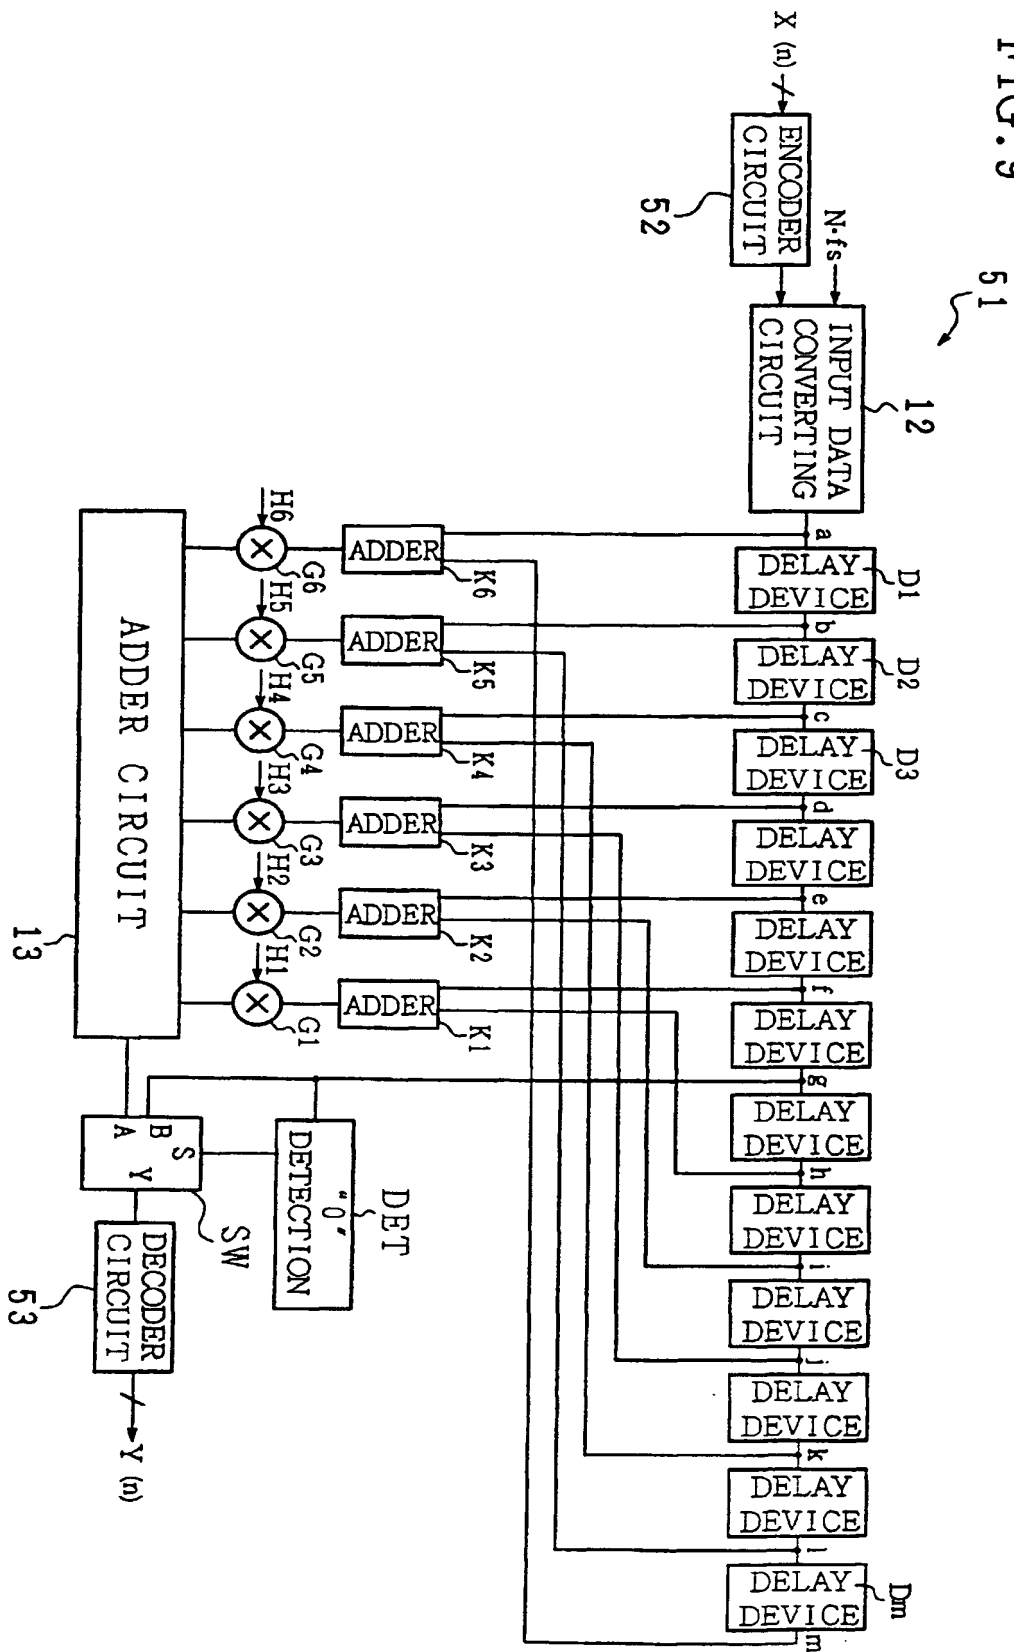 FIG.9
51
X (n)
ENCODER
CIRCUIT
52
N·fs
INPUT DATA
CONVERTING
CIRCUIT
12
a
DELAY
DEVICE
D1
b
DELAY
DEVICE
D2
c
DELAY
DEVICE
D3
d
DELAY
DEVICE
e
DELAY
DEVICE
f
DELAY
DEVICE
g
DELAY
DEVICE
h
DELAY
DEVICE
i
DELAY
DEVICE
j
DELAY
DEVICE
k
DELAY
DEVICE
l
DELAY
DEVICE
Dm
m
ADDER
K6
ADDER
K5
ADDER
K4
ADDER
K3
ADDER
K2
ADDER
K1
H6
G6
H5
G5
H4
G4
H3
G3
H2
G2
H1
G1
ADDER CIRCUIT
13
"0"
DETECTION
DET
B
A
S
Y
SW
DECODER
CIRCUIT
53
Y (n)